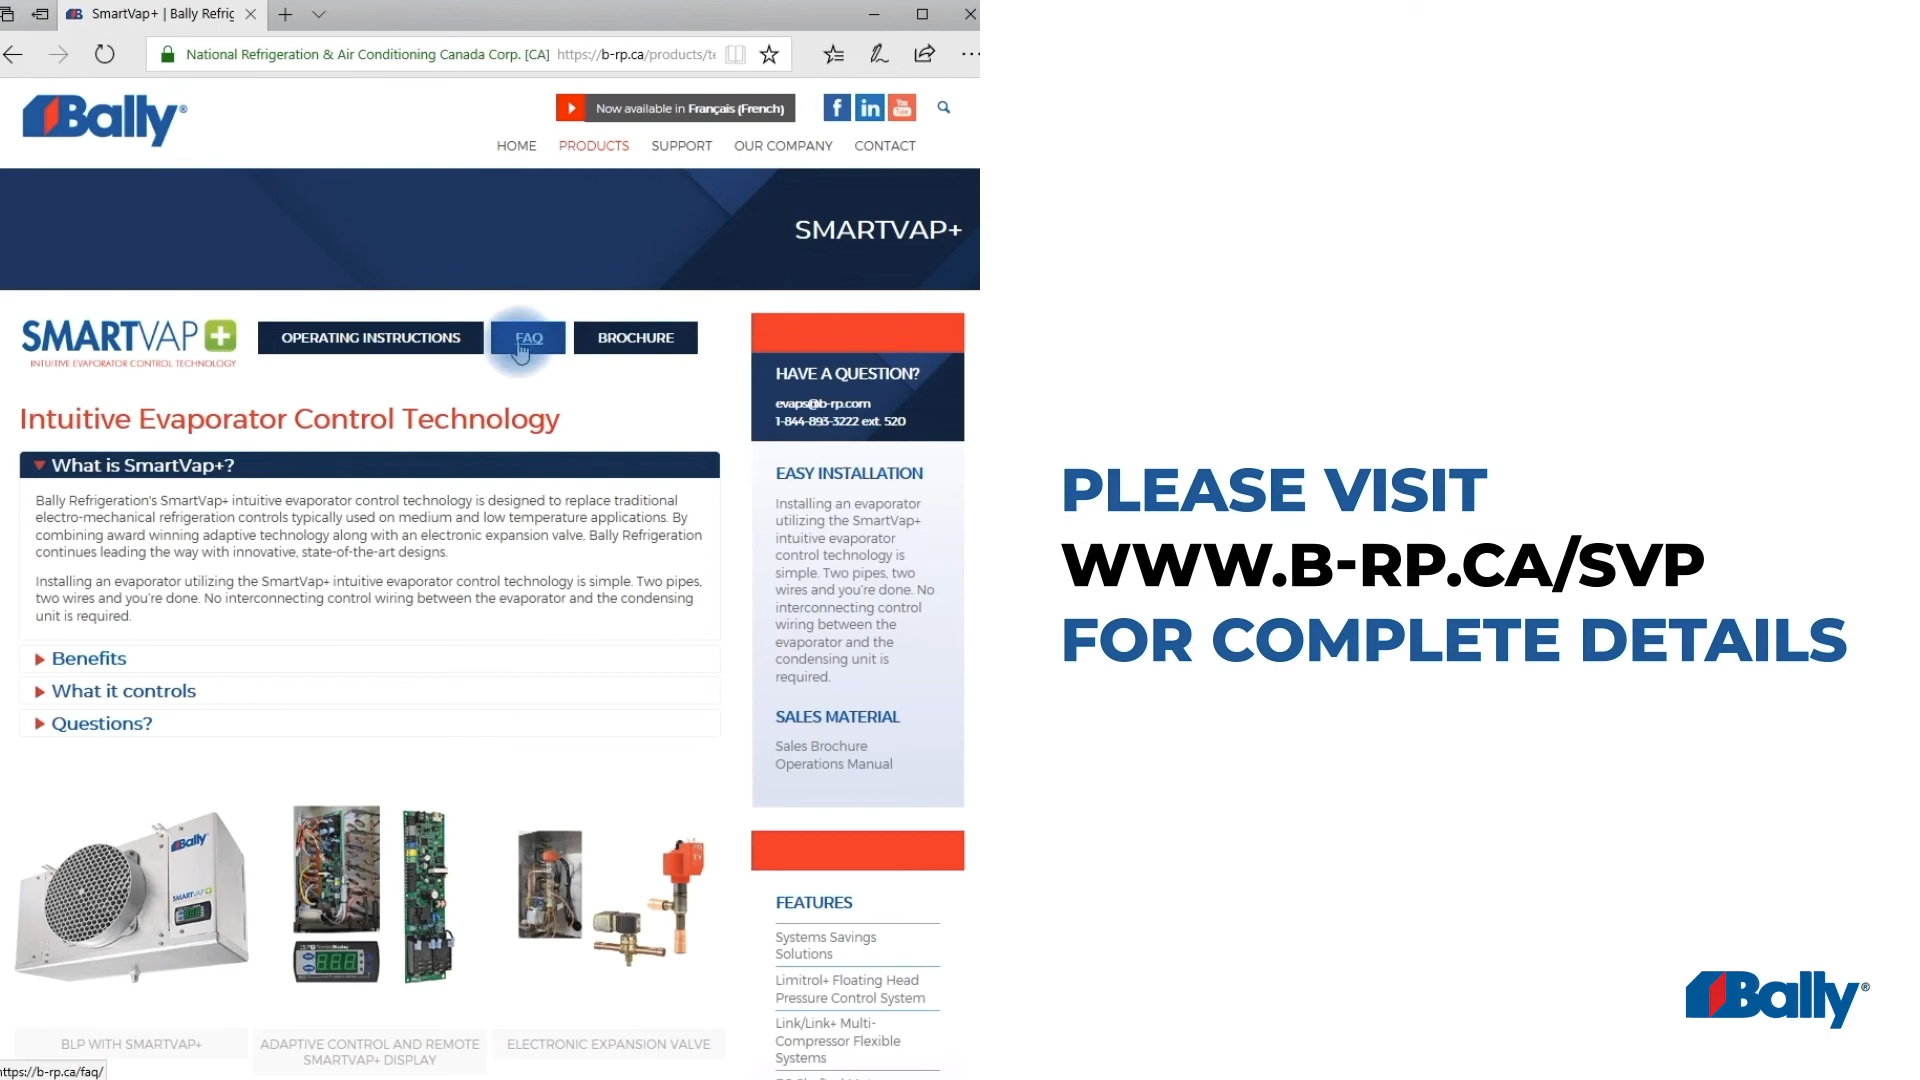 SmartVap+ | Bally Refrig
National Refrigeration & Air Conditioning Canada Corp. [CA] https://b-rp.ca/products/te
Bally®
Now available in Français (French)
f in You Tube
HOME PRODUCTS SUPPORT OUR COMPANY CONTACT
SMARTVAP+
SMARTVAP+
INTUITIVE EVAPORATOR CONTROL TECHNOLOGY
OPERATING INSTRUCTIONS FAQ BROCHURE
Intuitive Evaporator Control Technology
What is SmartVap+?
Bally Refrigeration's SmartVap+ intuitive evaporator control technology is designed to replace traditional
electro-mechanical refrigeration controls typically used on medium and low temperature applications. By
combining award winning adaptive technology along with an electronic expansion valve, Bally Refrigeration
continues leading the way with innovative, state-of-the-art designs.
Installing an evaporator utilizing the SmartVap+ intuitive evaporator control technology is simple. Two pipes,
two wires and you're done. No interconnecting control wiring between the evaporator and the condensing
unit is required.
Benefits
What it controls
Questions?
Bally
SMARTVAP+
BLP WITH SMARTVAP+
ADAPTIVE CONTROL AND REMOTE
SMARTVAP+ DISPLAY
ELECTRONIC EXPANSION VALVE
https://b-rp.ca/faq/
HAVE A QUESTION?
evaps@b-rp.com
1-844-893-3222 ext. 520
EASY INSTALLATION
Installing an evaporator
utilizing the SmartVap+
intuitive evaporator
control technology is
simple. Two pipes, two
wires and you're done. No
interconnecting control
wiring between the
evaporator and the
condensing unit is
required.
SALES MATERIAL
Sales Brochure
Operations Manual
FEATURES
Systems Savings
Solutions
Limitrol+ Floating Head
Pressure Control System
Link/Link+ Multi-
Compressor Flexible
Systems
PLEASE VISIT
WWW.B-RP.CA/SVP
FOR COMPLETE DETAILS
Bally®